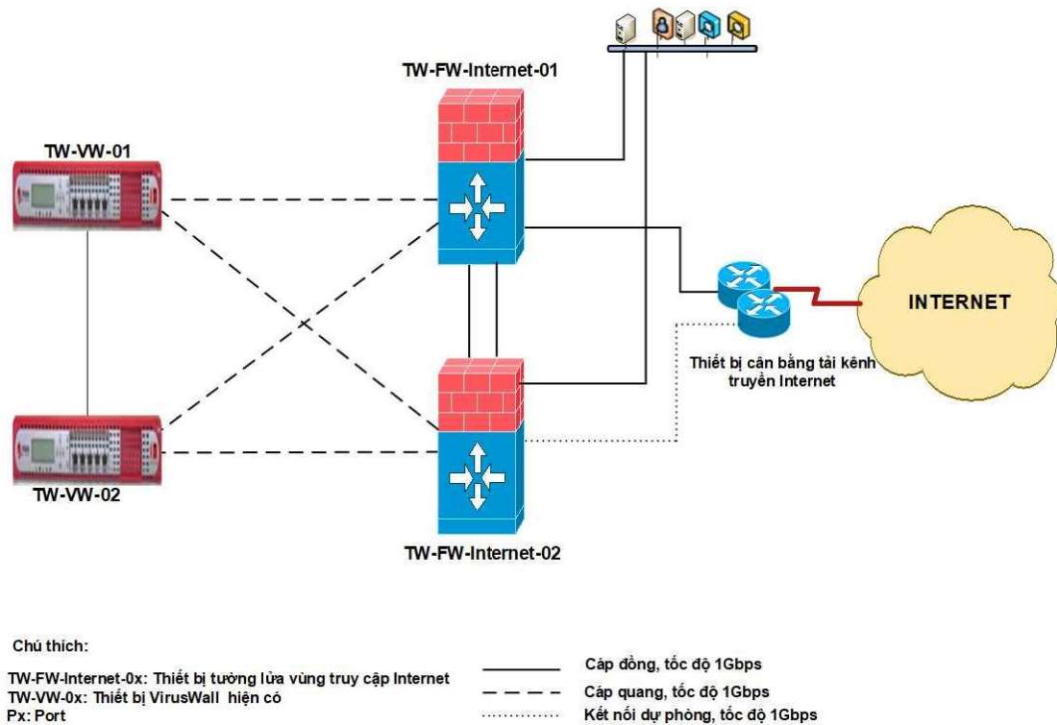 TW-FW-Internet-01
TW-VW-01
INTERNET
Thiết bị cân bằng tải kênh
truyền Internet
TW-VW-02
TW-FW-Internet-02
Chú thích:
TW-FW-Internet-0x: Thiết bị tường lửa vùng truy cập Internet
TW-VW-0x: Thiết bị VirusWall hiện có
Px: Port
Cáp đồng, tốc độ 1Gbps
Cáp quang, tốc độ 1Gbps
Kết nối dự phòng, tốc độ 1Gbps